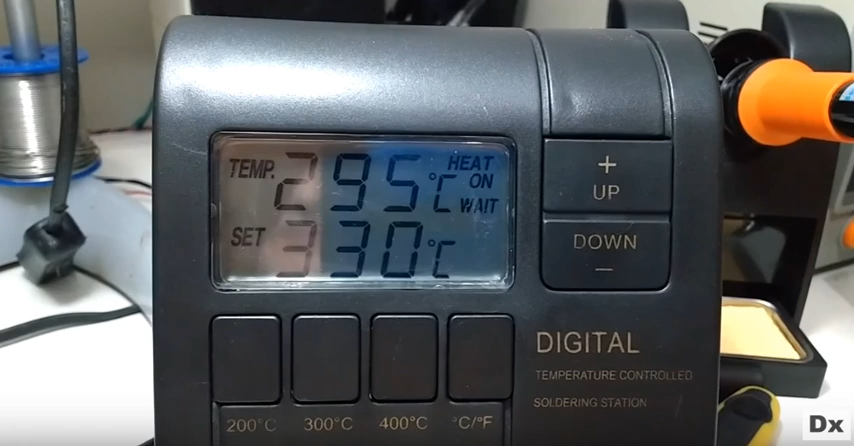 TEMP. 295°C HEAT ON WAIT
SET 330°C
+
UP
DOWN
–
200°C 300°C 400°C °C/°F
DIGITAL
TEMPERATURE CONTROLLED
SOLDERING STATION
Dx